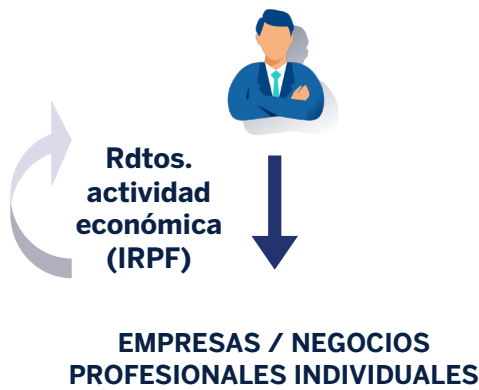 Rdtos.
actividad
económica
(IRPF)
EMPRESAS / NEGOCIOS
PROFESIONALES INDIVIDUALES